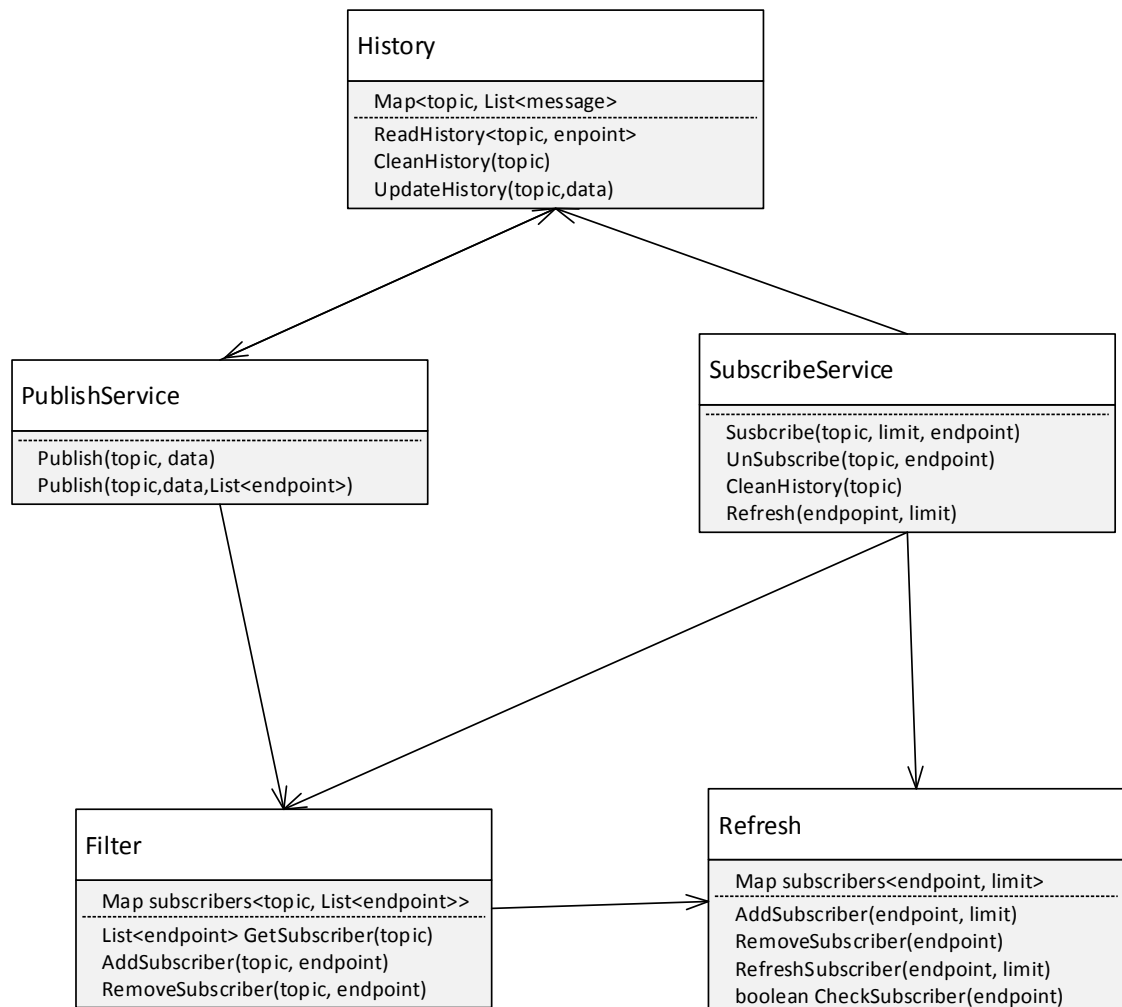 History
Map<topic, List<message>
ReadHistory<topic, enpoint>
CleanHistory(topic)
UpdateHistory(topic,data)
PublishService
Publish(topic, data)
Publish(topic,data,List<endpoint>)
SubscribeService
Susbcribe(topic, limit, endpoint)
UnSubscribe(topic, endpoint)
CleanHistory(topic)
Refresh(endpopint, limit)
Filter
Map subscribers<topic, List<endpoint>>
List<endpoint> GetSubscriber(topic)
AddSubscriber(topic, endpoint)
RemoveSubscriber(topic, endpoint)
Refresh
Map subscribers<endpoint, limit>
AddSubscriber(endpoint, limit)
RemoveSubscriber(endpoint)
RefreshSubscriber(endpoint, limit)
boolean CheckSubscriber(endpoint)